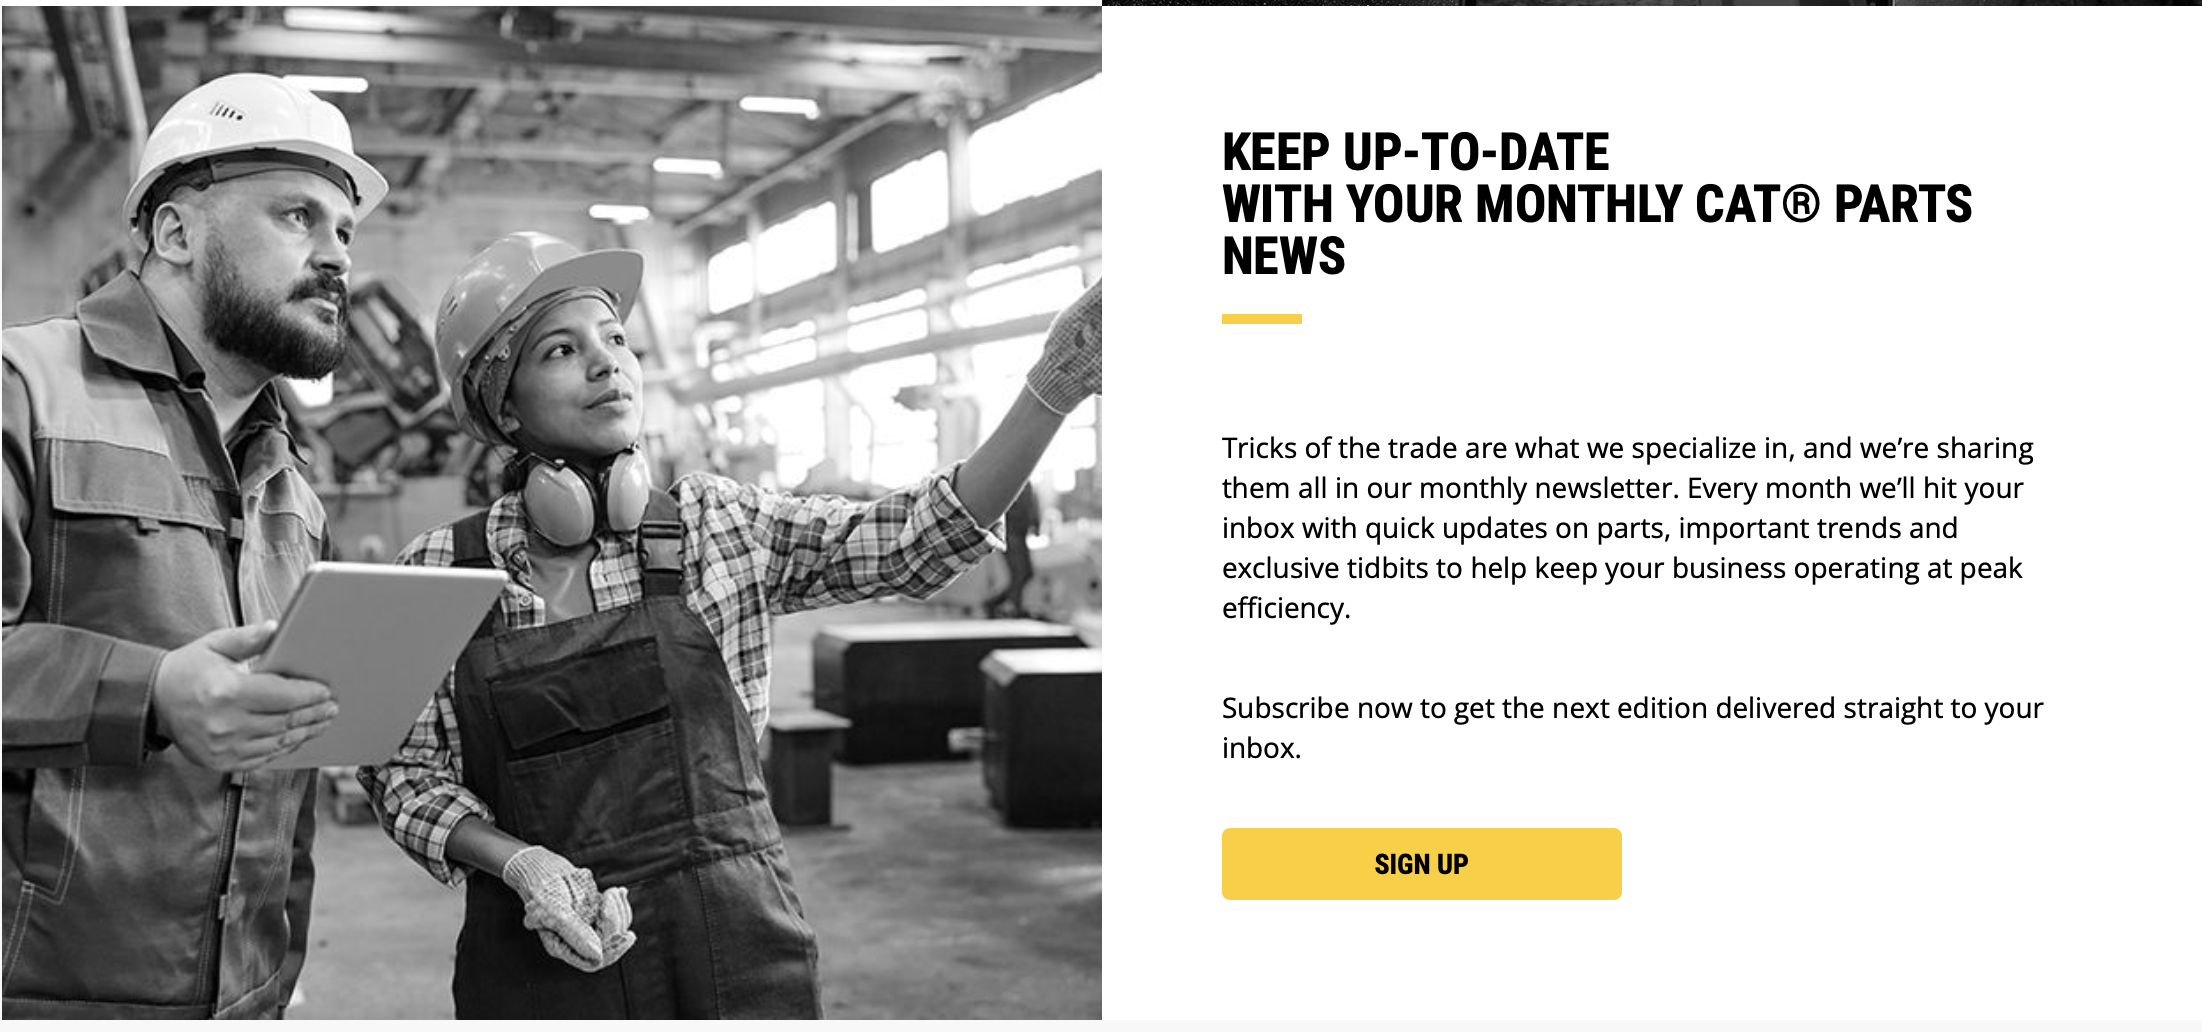 KEEP UP-TO-DATE
WITH YOUR MONTHLY CAT® PARTS
NEWS
Tricks of the trade are what we specialize in, and we’re sharing
them all in our monthly newsletter. Every month we’ll hit your
inbox with quick updates on parts, important trends and
exclusive tidbits to help keep your business operating at peak
efficiency.
Subscribe now to get the next edition delivered straight to your
inbox.
SIGN UP